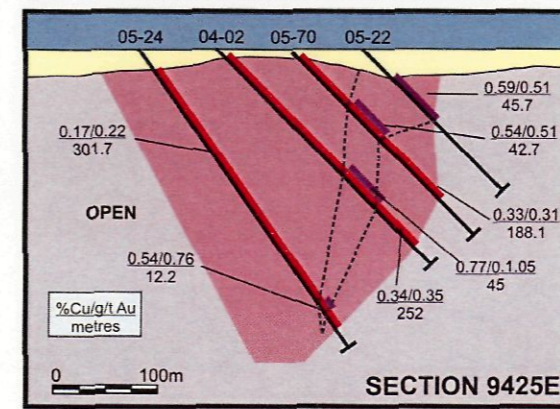 05-24 04-02 05-70 05-22
0.59/0.51
45.7
0.17/0.22
301.7
0.54/0.51
42.7
OPEN
0.33/0.31
188.1
0.54/0.76
12.2
0.77/0.1.05
45
0.34/0.35
252
%Cu/g/t Au
metres
0 100m
SECTION 9425E